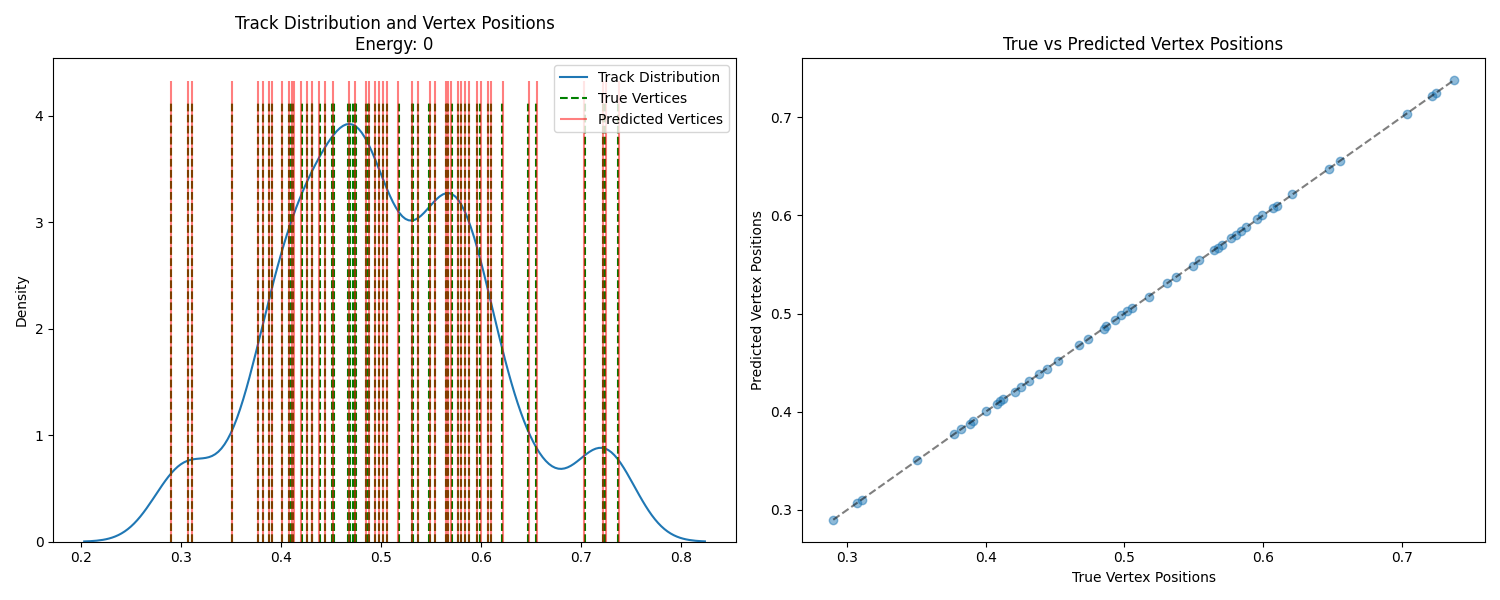 Track Distribution and Vertex Positions
Energy: 0
Track Distribution
True Vertices
Predicted Vertices
Density
4
3
2
1
0
0.2 0.3 0.4 0.5 0.6 0.7 0.8
True vs Predicted Vertex Positions
Predicted Vertex Positions
0.7
0.6
0.5
0.4
0.3
0.3 0.4 0.5 0.6 0.7
True Vertex Positions